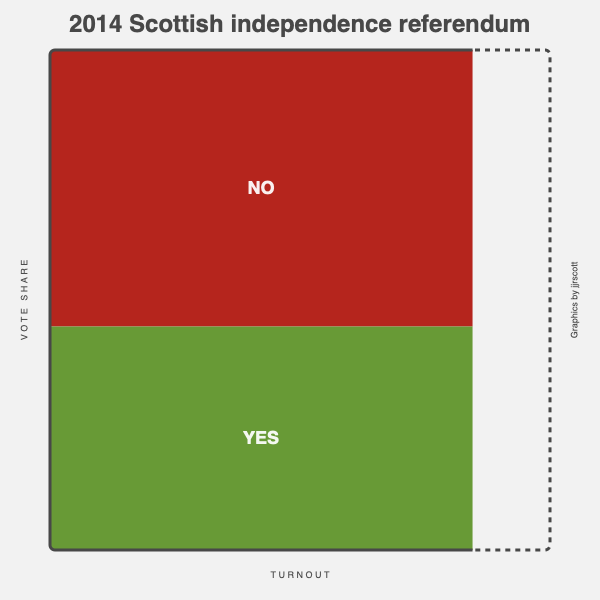 2014 Scottish independence referendum
NO
VOTE SHARE
Graphics by jjrscott
YES
TURNOUT